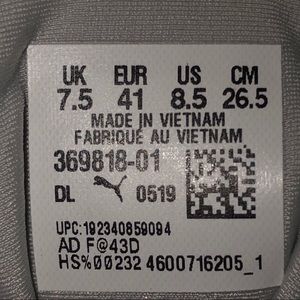 UK EUR US CM
7.5 41 8.5 26.5
MADE IN VIETNAM
FABRIQUÉ AU VIETNAM
369818-01
DL 0519
UPC:192340859094
AD F@43D
HS%00232 4600716205_1